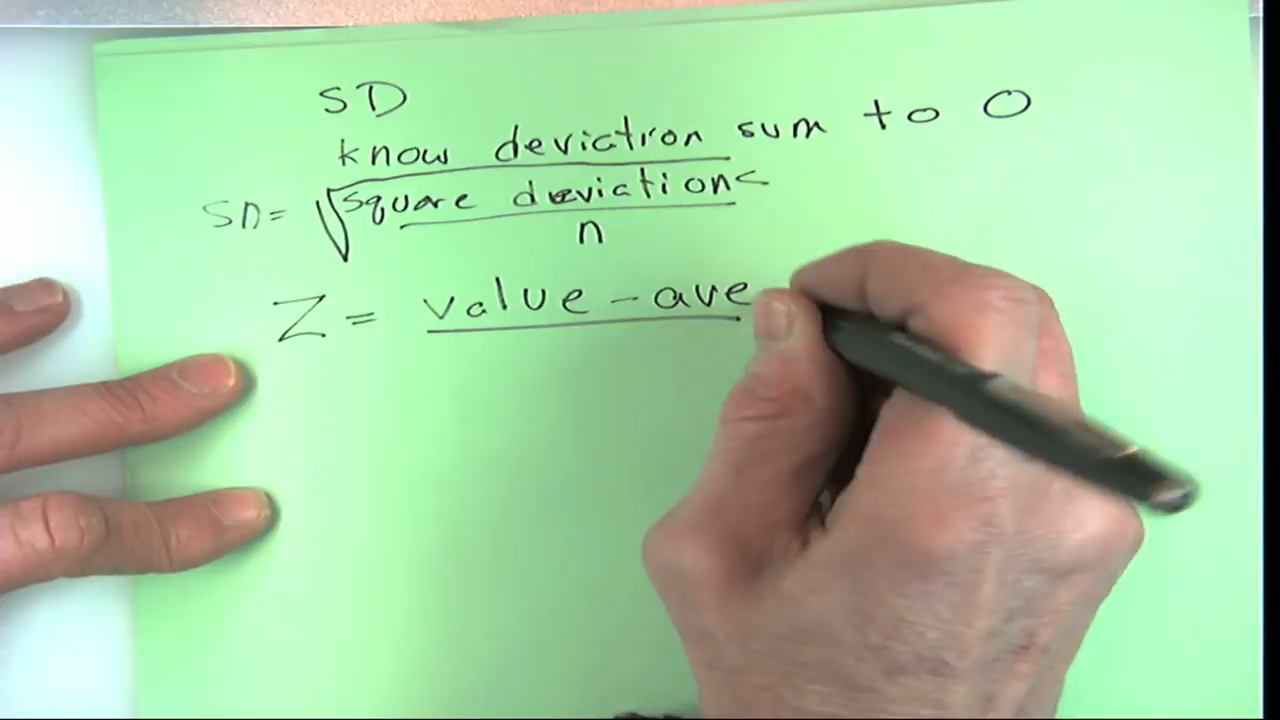 SD
know deviation sum to 0
SD = √square deviations
n
Z = value - ave